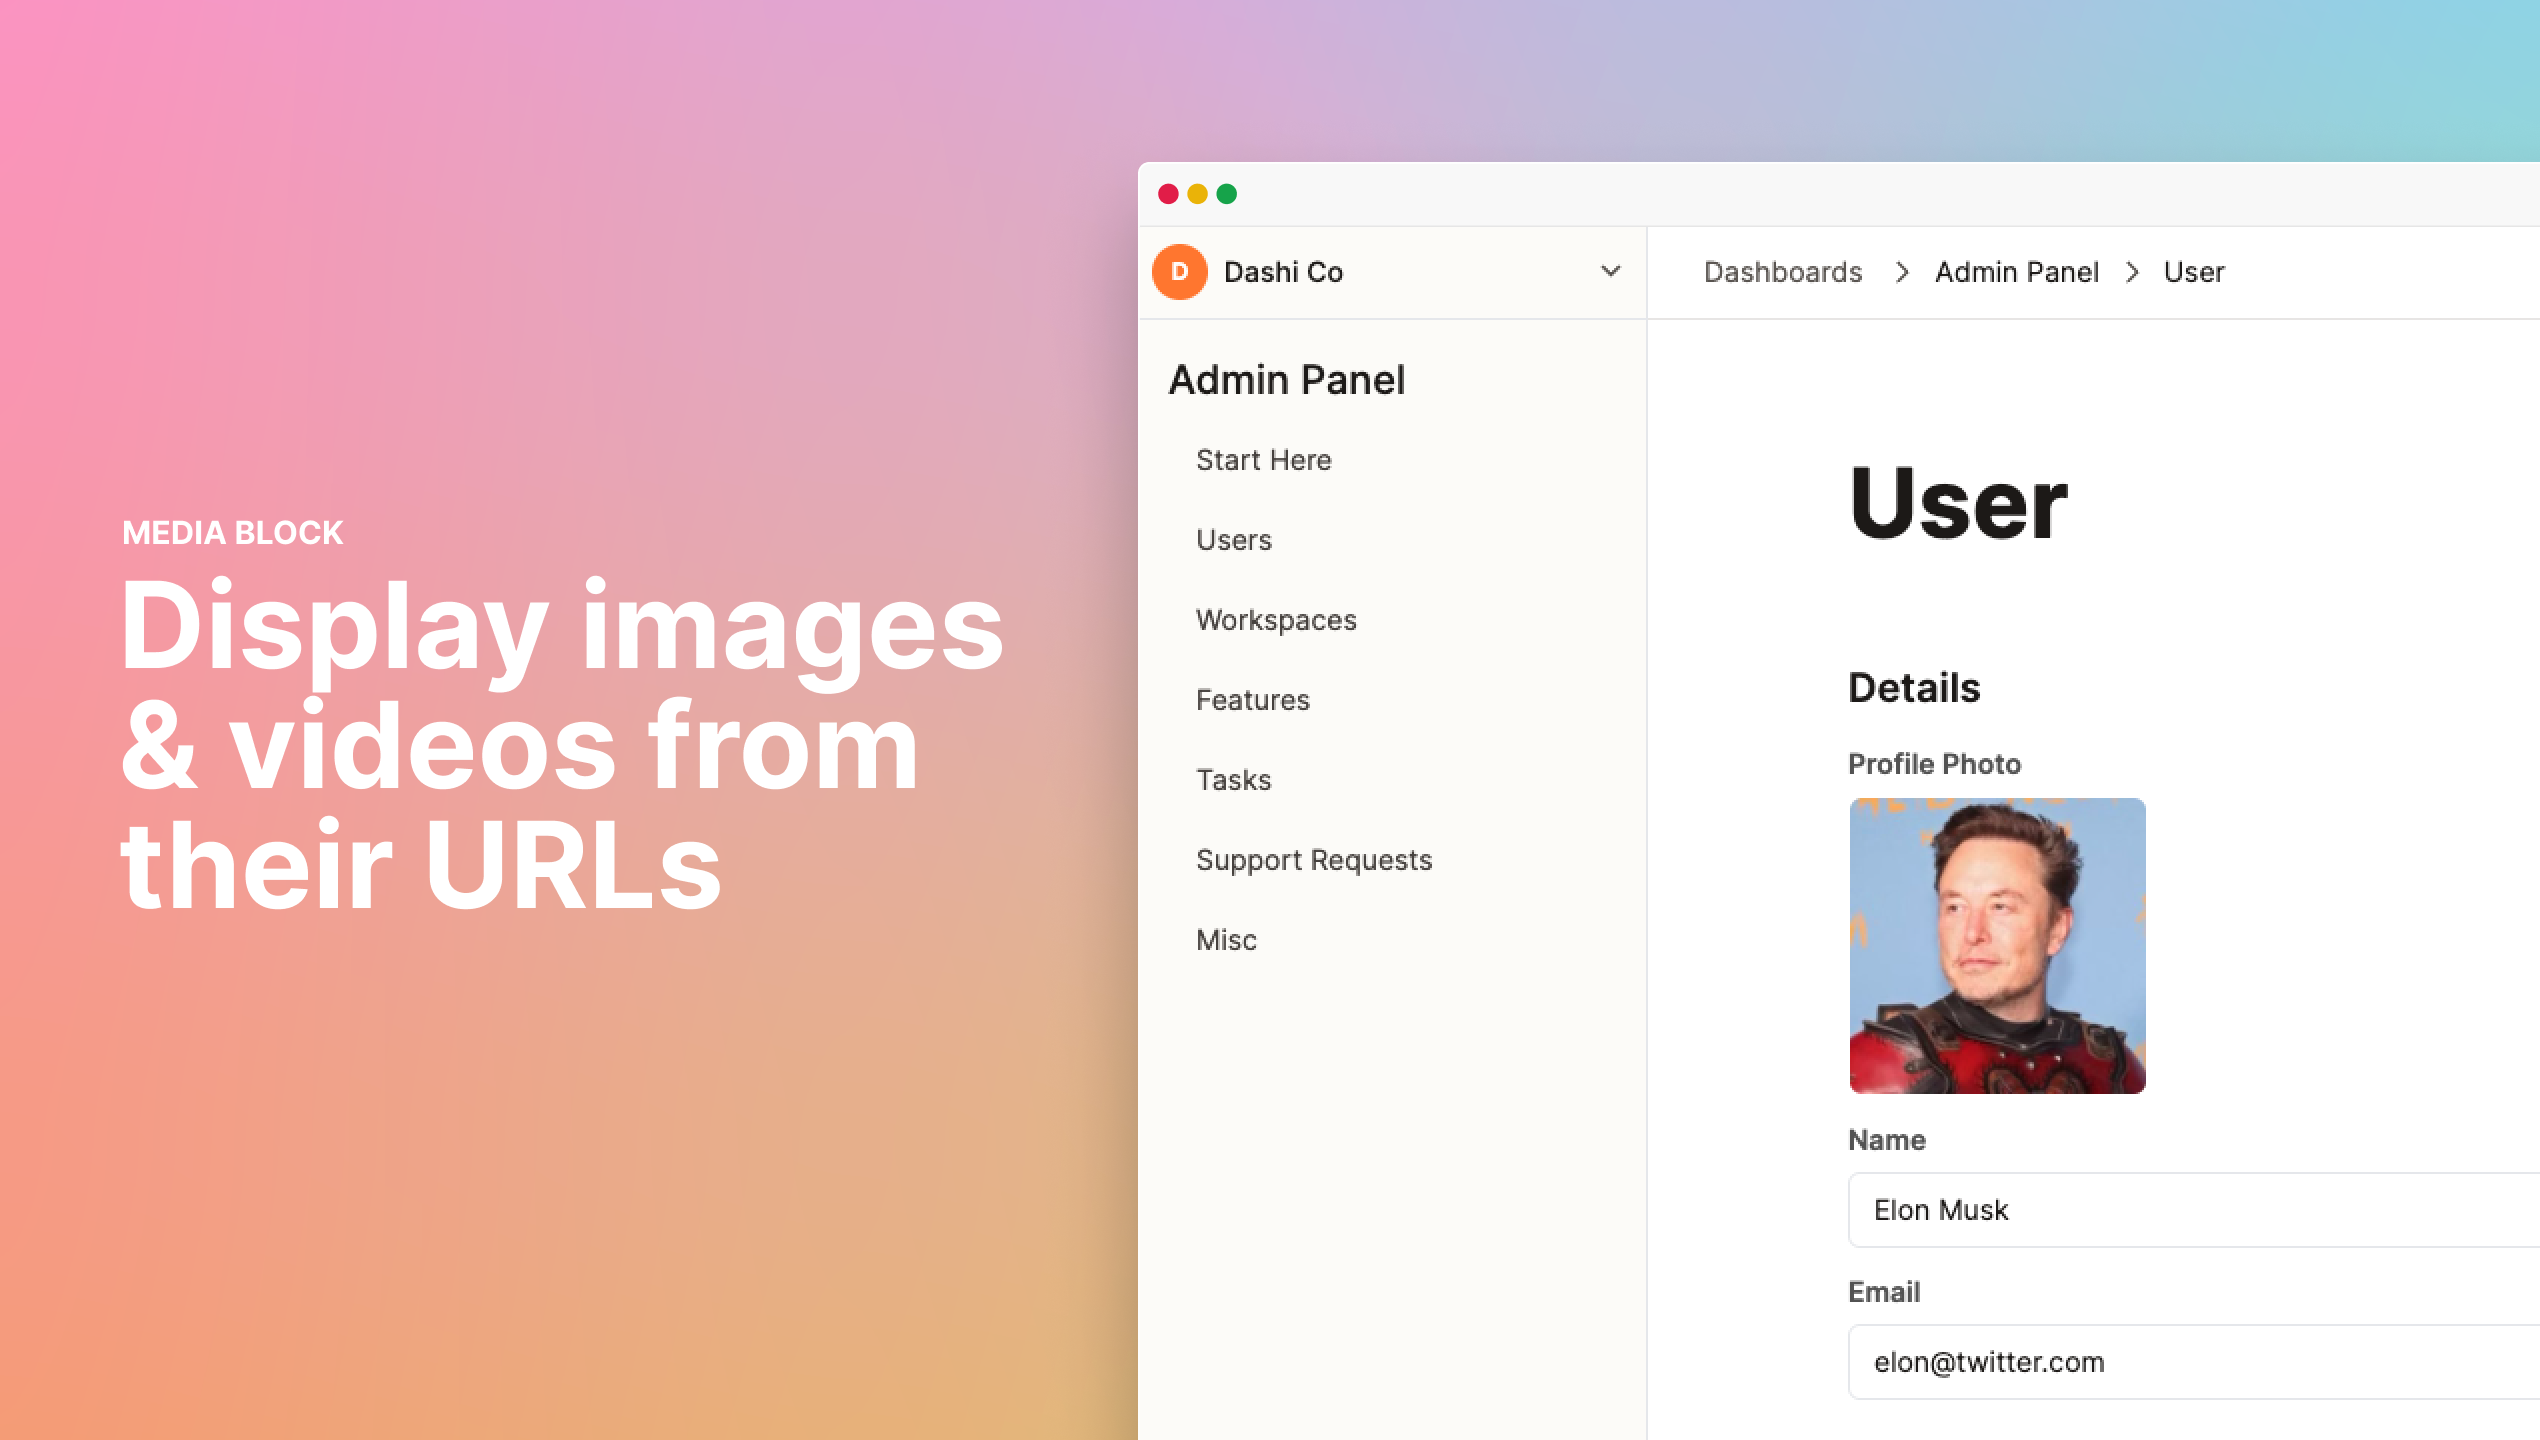 MEDIA BLOCK
Display images
& videos from
their URLs
D
Dashi Co
Dashboards
Admin Panel
User
Admin Panel
Start Here
Users
Workspaces
Features
Tasks
Support Requests
Misc
User
Details
Profile Photo
Name
Elon Musk
Email
elon@twitter.com